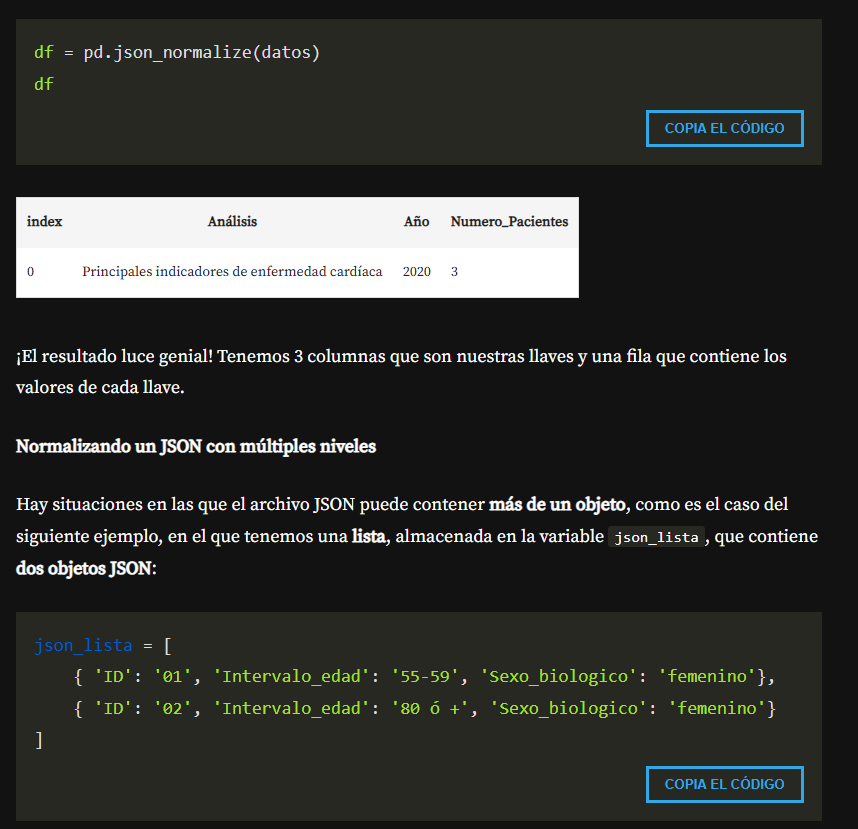 df = pd.json_normalize(datos)
df
COPIA EL CÓDIGO
index Análisis Año Numero_Pacientes
0 Principales indicadores de enfermedad cardíaca 2020 3
¡El resultado luce genial! Tenemos 3 columnas que son nuestras llaves y una fila que contiene los
valores de cada llave.
Normalizando un JSON con múltiples niveles
Hay situaciones en las que el archivo JSON puede contener más de un objeto, como es el caso del
siguiente ejemplo, en el que tenemos una lista, almacenada en la variable json_lista, que contiene
dos objetos JSON:
json_lista = [
    { 'ID': '01', 'Intervalo_edad': '55-59', 'Sexo_biologico': 'femenino'},
    { 'ID': '02', 'Intervalo_edad': '80 ó +', 'Sexo_biologico': 'femenino'}
]
COPIA EL CÓDIGO